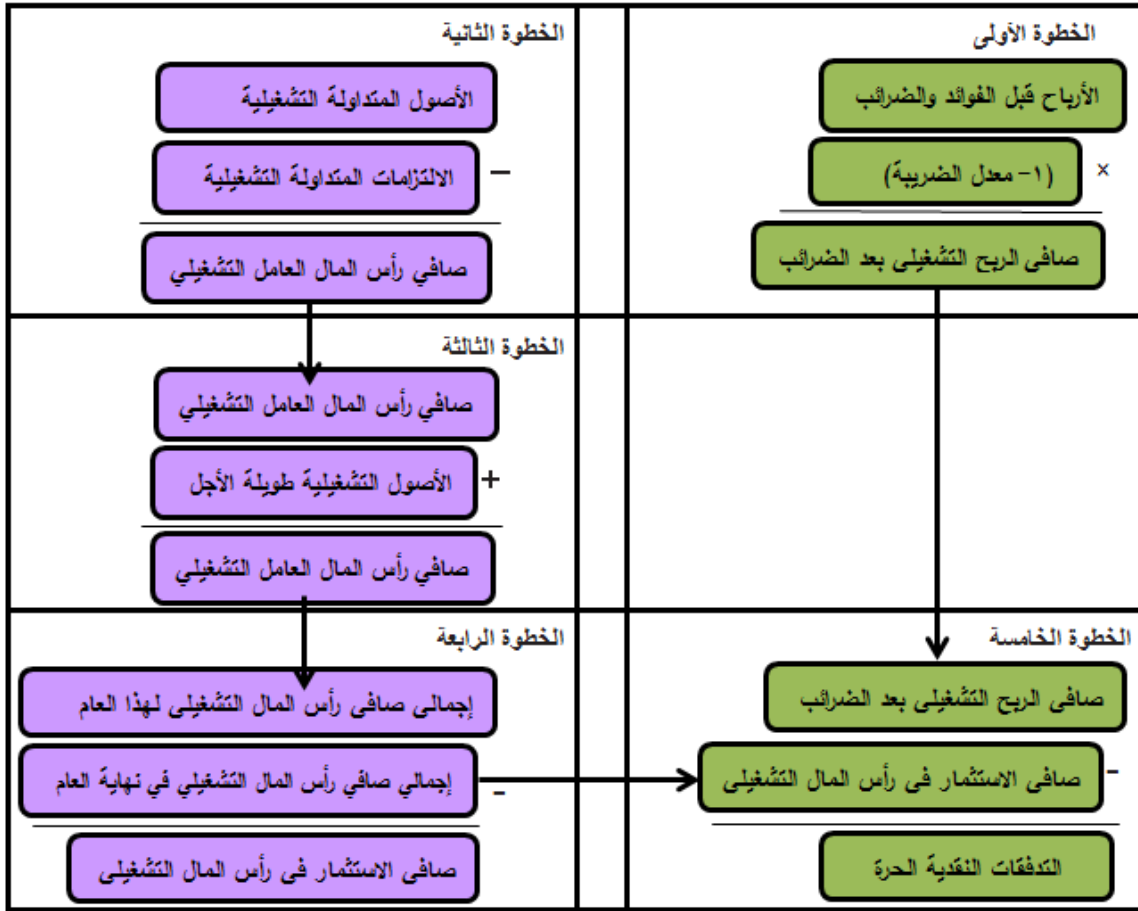 الخطوة الأولى
الأرباح قبل الفوائد والضرائب
× (١- معدل الضريبة)
صافى الربح التشغيلى بعد الضرائب
الخطوة الثانية
الأصول المتداولة التشغيلية
– الالتزامات المتداولة التشغيلية
صافي رأس المال العامل التشغيلي
الخطوة الثالثة
صافي رأس المال العامل التشغيلي
+ الأصول التشغيلية طويلة الأجل
صافي رأس المال العامل التشغيلي
الخطوة الرابعة
إجمالى صافى رأس المال التشغيلى لهذا العام
- إجمالي صافي رأس المال التشغيلي في نهاية العام
صافى الاستثمار فى رأس المال التشغيلى
الخطوة الخامسة
صافى الربح التشغيلى بعد الضرائب
- صافى الاستثمار فى رأس المال التشغيلى
التدفقات النقدية الحرة